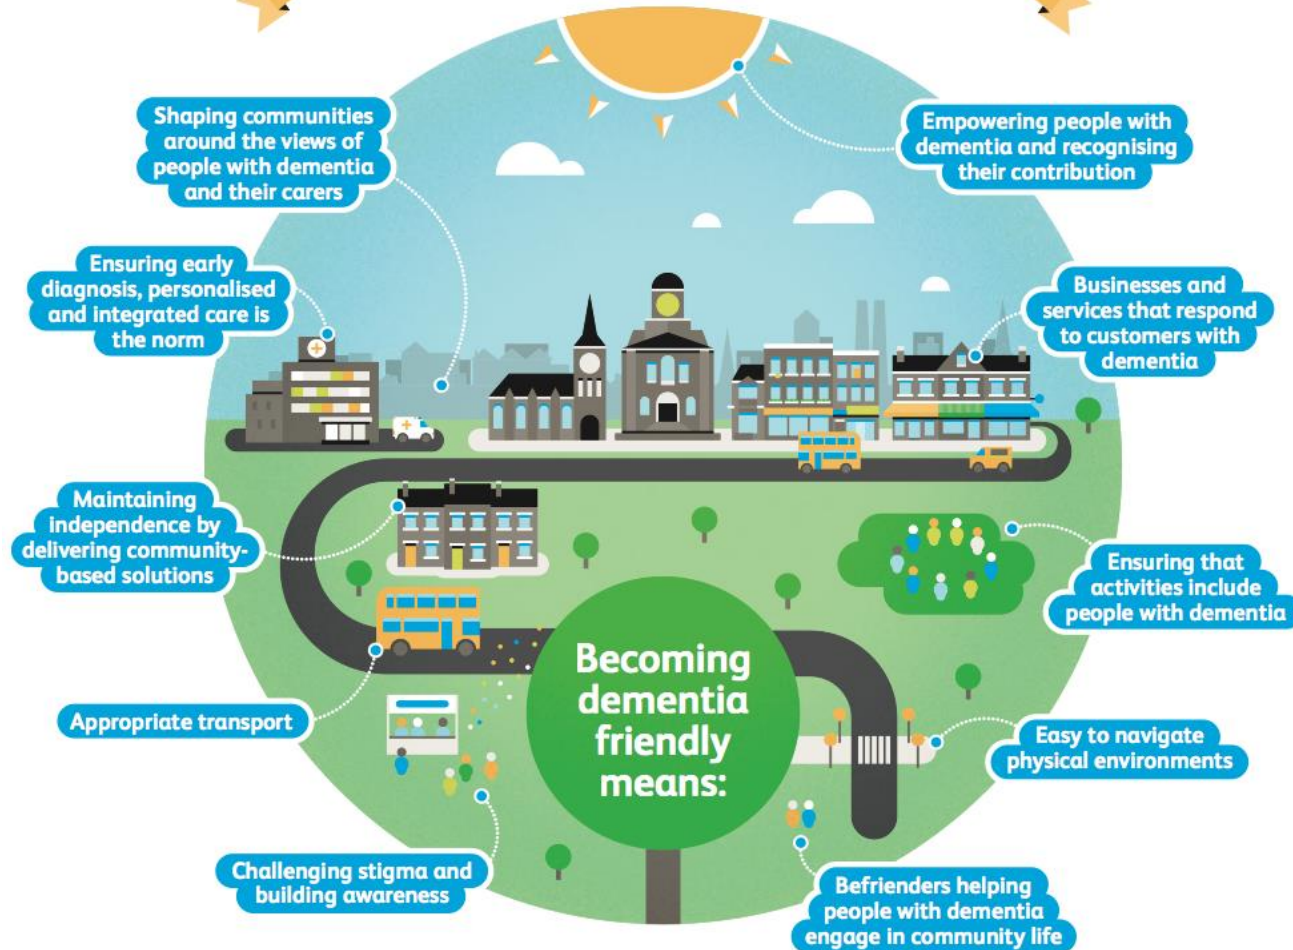 Shaping communities
around the views of
people with dementia
and their carers
Empowering people with
dementia and recognising
their contribution
Ensuring early
diagnosis, personalised
and integrated care is
the norm
Businesses and
services that respond
to customers with
dementia
Maintaining
independence by
delivering community-
based solutions
Ensuring that
activities include
people with dementia
Becoming
dementia
friendly
means:
Appropriate transport
Easy to navigate
physical environments
Challenging stigma and
building awareness
Befrienders helping
people with dementia
engage in community life